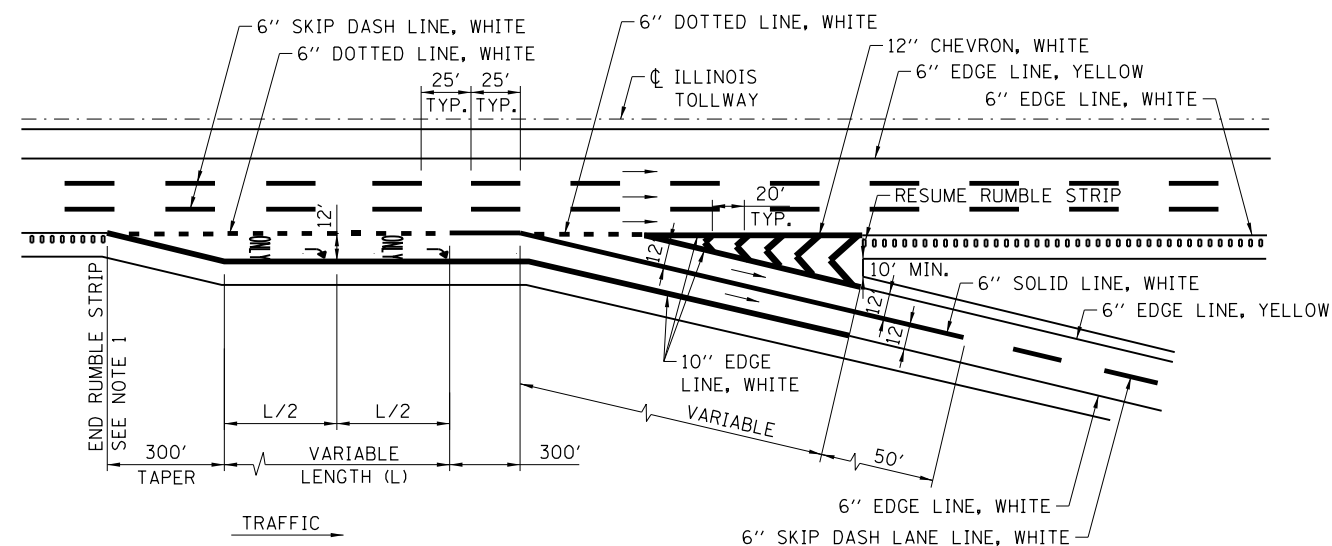 6'' SKIP DASH LINE, WHITE
6'' DOTTED LINE, WHITE
25' 25'
TYP. TYP.
6'' DOTTED LINE, WHITE
℄ ILLINOIS
TOLLWAY
12'' CHEVRON, WHITE
6'' EDGE LINE, YELLOW
6'' EDGE LINE, WHITE
RESUME RUMBLE STRIP
20'
TYP.
12'
ONLY
ONLY
12'
10' MIN.
6'' SOLID LINE, WHITE
6'' EDGE LINE, YELLOW
12'
12'
10'' EDGE
LINE, WHITE
END RUMBLE STRIP
SEE NOTE 1
L/2 L/2
VARIABLE
300'
TAPER
VARIABLE
LENGTH (L)
300'
50'
6'' EDGE LINE, WHITE
6'' SKIP DASH LANE LINE, WHITE
TRAFFIC